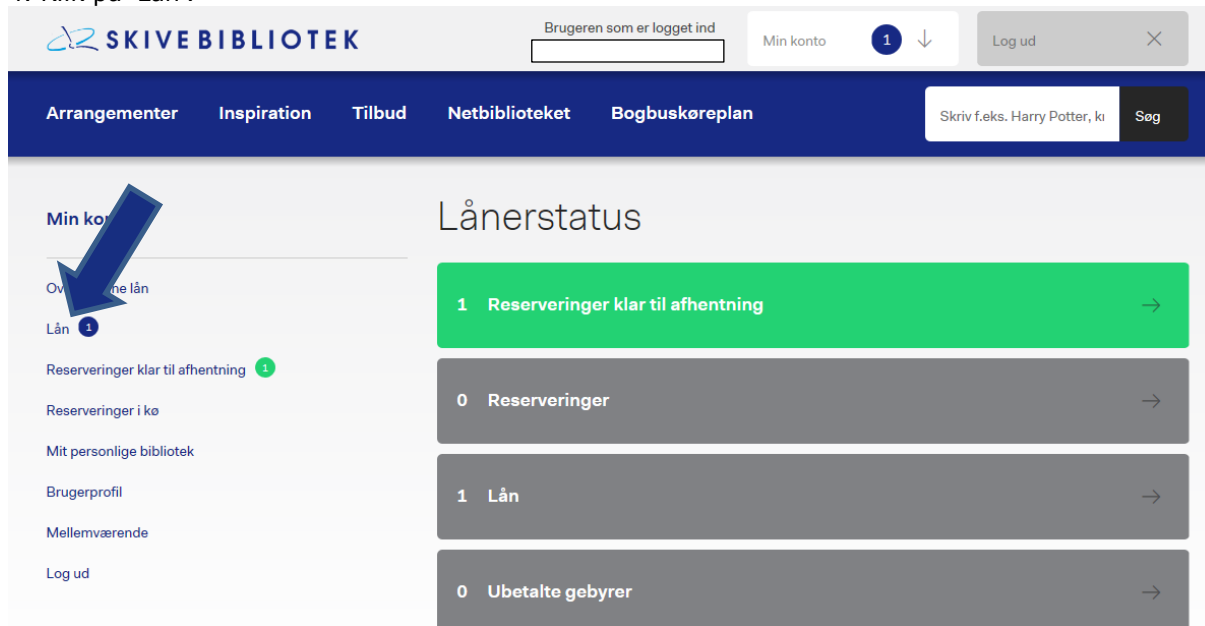 SKIVEBIBLIOTEK
Brugeren som er logget ind
Min konto 1
Log ud
Arrangementer Inspiration Tilbud Netbiblioteket Bogbuskøreplan
Skriv f.eks. Harry Potter, kr
Søg
Min
Lånerstatus
lån
Lån 1
Reserveringer klar til afhentning 1
Reserveringer i kø
Mit personlige bibliotek
Brugerprofil
Mellemværende
Log ud
1 Reserveringer klar til afhentning
0 Reserveringer
1 Lån
0 Ubetalte gebyrer